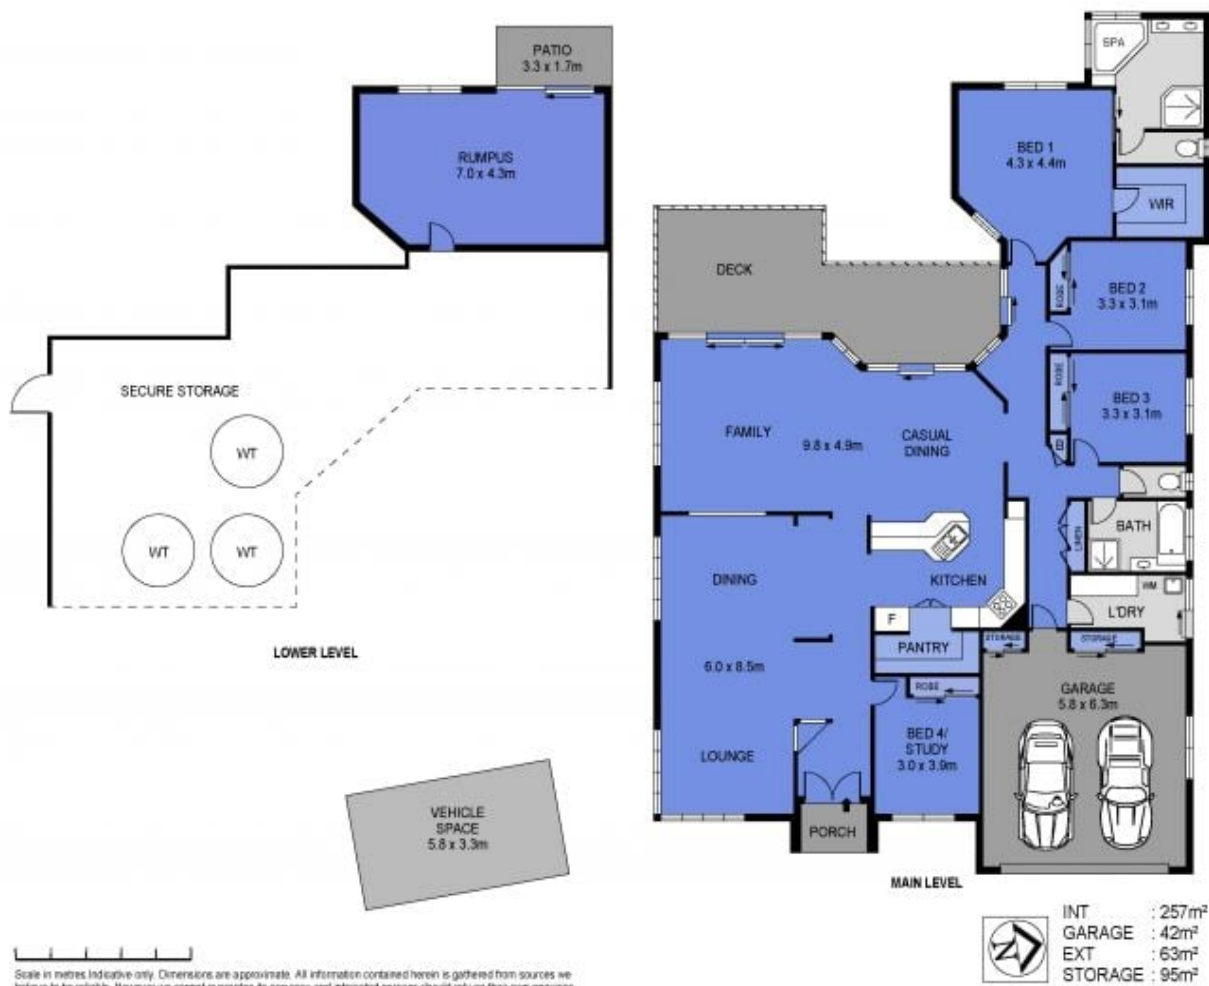 PATIO
3.3 x 1.7m
RUMPUS
7.0 x 4.3m
SECURE STORAGE
WT
WT
WT
LOWER LEVEL
VEHICLE
SPACE
5.8 x 3.3m
SPA
BED 1
4.3 x 4.4m
WIR
DECK
ROBE
BED 2
3.3 x 3.1m
ROBE
BED 3
3.3 x 3.1m
B
FAMILY
9.8 x 4.9m
CASUAL
DINING
BATH
LINEN
DINING
KITCHEN
WM
L'DRY
F
PANTRY
STORAGE
STORAGE
6.0 x 8.5m
ROBE
GARAGE
5.8 x 6.3m
BED 4/
STUDY
3.0 x 3.9m
LOUNGE
PORCH
MAIN LEVEL
N
INT : 257m²
GARAGE : 42m²
EXT : 63m²
STORAGE : 95m²
Scale in metres. Indicative only. Dimensions are approximate. All information contained herein is gathered from sources we